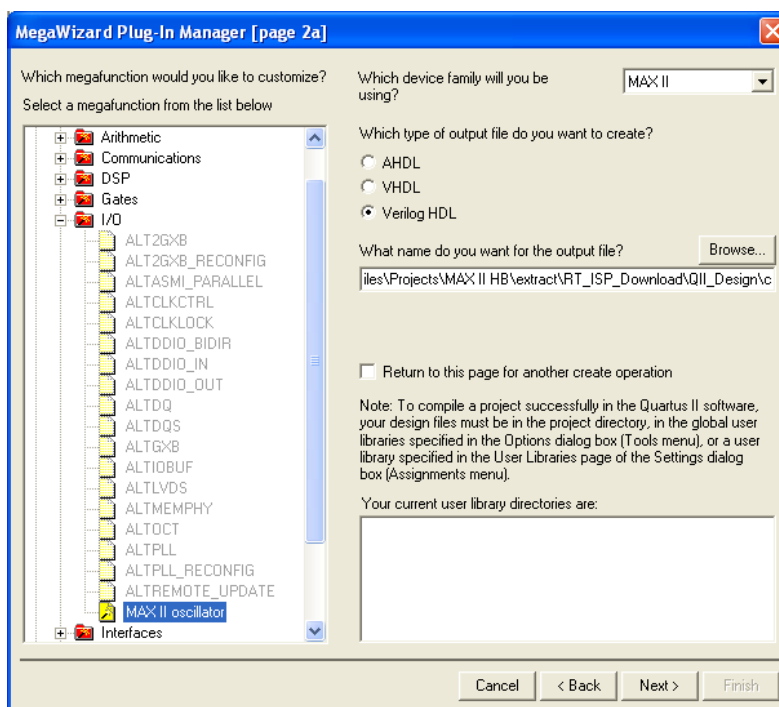 MegaWizard Plug-In Manager [page 2a]
Which megafunction would you like to customize?
Select a megafunction from the list below
Arithmetic
Communications
DSP
Gates
I/O
ALT2GXB
ALT2GXB_RECONFIG
ALTASMI_PARALLEL
ALTCLKCTRL
ALTCLKLOCK
ALTDDIO_BIDIR
ALTDDIO_IN
ALTDDIO_OUT
ALTDQ
ALTDQS
ALTGXB
ALTIOBUF
ALTLVDS
ALTMEMPHY
ALTOCT
ALTPLL
ALTPLL_RECONFIG
ALTREMOTE_UPDATE
MAX II oscillator
Interfaces
Which device family will you be
using?
MAX II
Which type of output file do you want to create?
AHDL
VHDL
Verilog HDL
What name do you want for the output file?
Browse...
iles\Projects\MAX II HB\extract\RT_ISP_Download\QII_Design\c
Return to this page for another create operation
Note: To compile a project successfully in the Quartus II software,
your design files must be in the project directory, in the global user
libraries specified in the Options dialog box (Tools menu), or a user
library specified in the User Libraries page of the Settings dialog
box (Assignments menu).
Your current user library directories are:
Cancel
< Back
Next >
Finish